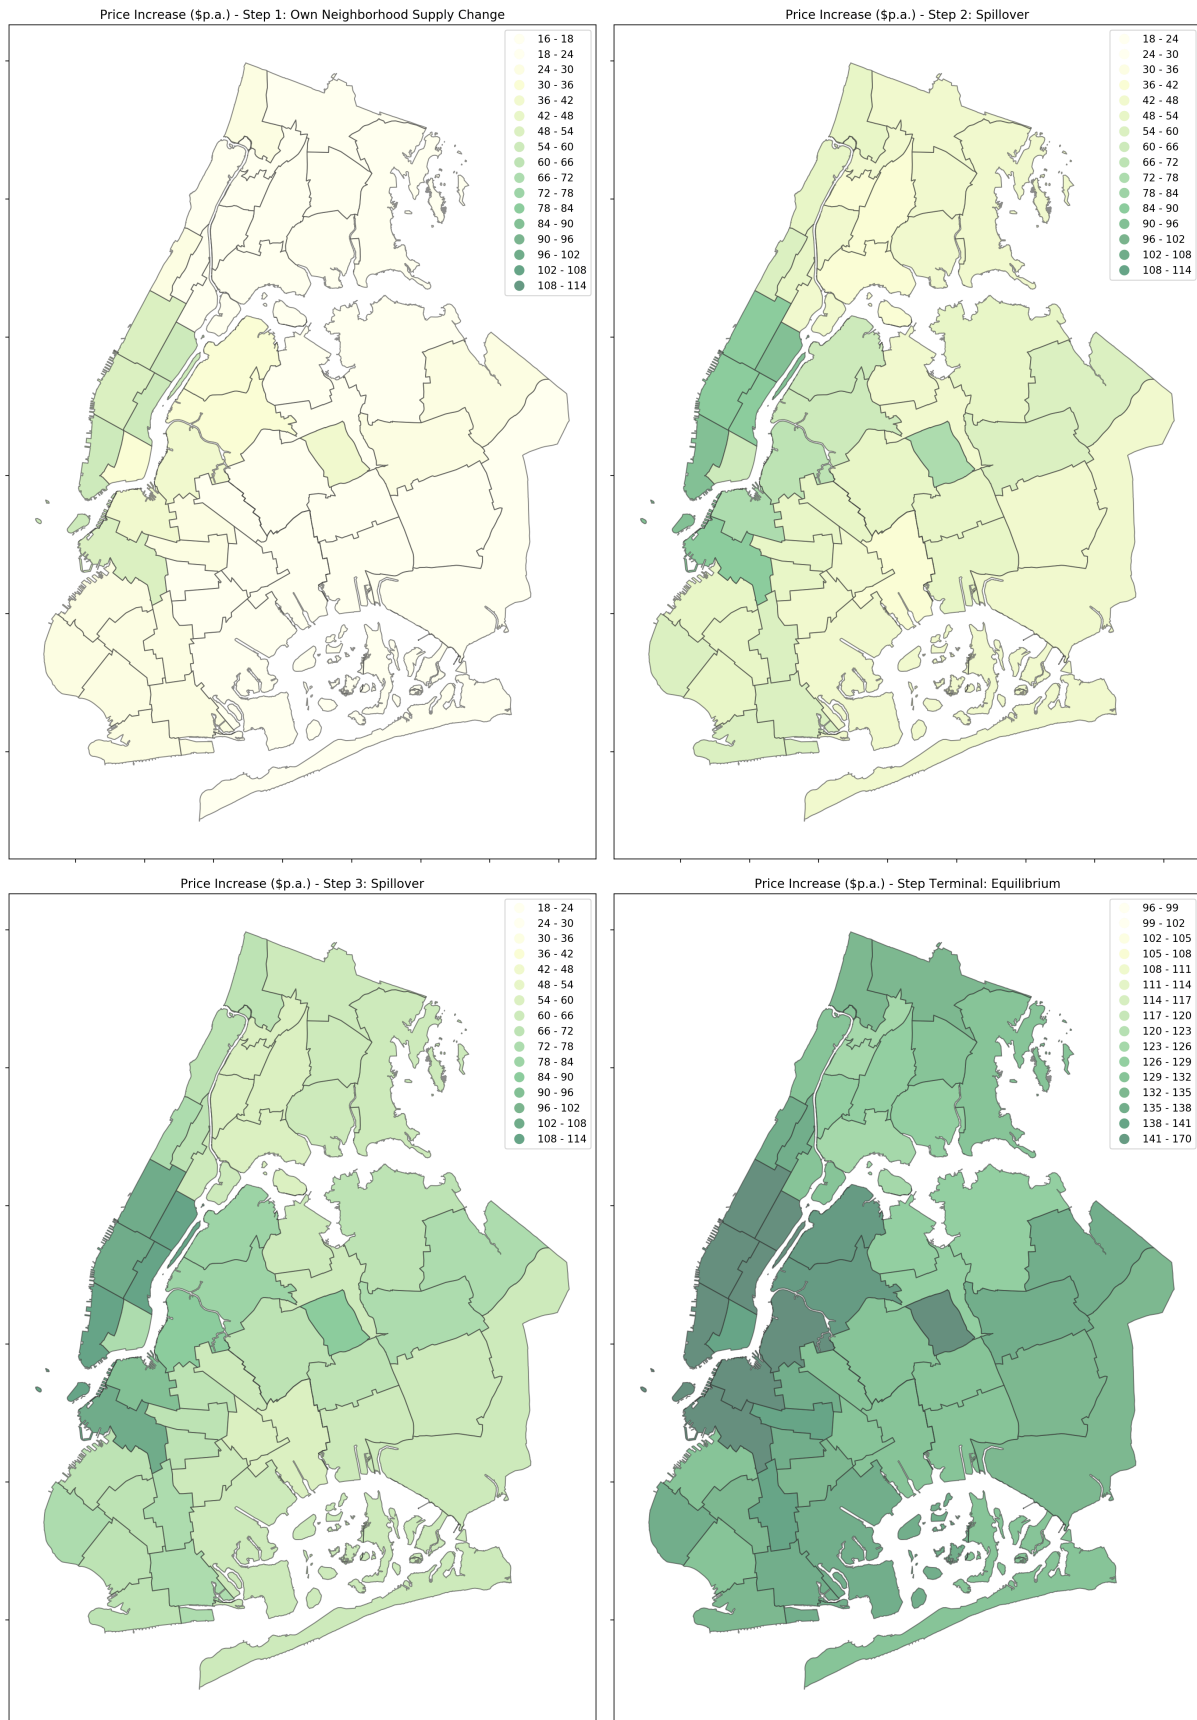 Price Increase ($p.a.) - Step 1: Own Neighborhood Supply Change
16 - 18
18 - 24
24 - 30
30 - 36
36 - 42
42 - 48
48 - 54
54 - 60
60 - 66
66 - 72
72 - 78
78 - 84
84 - 90
90 - 96
96 - 102
102 - 108
108 - 114
Price Increase ($p.a.) - Step 2: Spillover
18 - 24
24 - 30
30 - 36
36 - 42
42 - 48
48 - 54
54 - 60
60 - 66
66 - 72
72 - 78
78 - 84
84 - 90
90 - 96
96 - 102
102 - 108
108 - 114
Price Increase ($p.a.) - Step 3: Spillover
18 - 24
24 - 30
30 - 36
36 - 42
42 - 48
48 - 54
54 - 60
60 - 66
66 - 72
72 - 78
78 - 84
84 - 90
90 - 96
96 - 102
102 - 108
108 - 114
Price Increase ($p.a.) - Step Terminal: Equilibrium
96 - 99
99 - 102
102 - 105
105 - 108
108 - 111
111 - 114
114 - 117
117 - 120
120 - 123
123 - 126
126 - 129
129 - 132
132 - 135
135 - 138
138 - 141
141 - 170